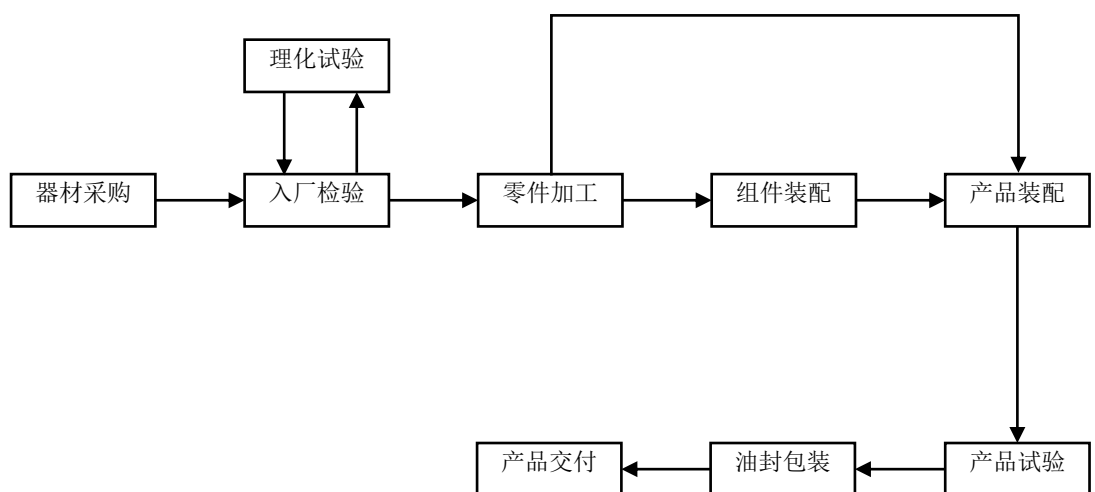 理化试验
器材采购
入厂检验
零件加工
组件装配
产品装配
产品交付
油封包装
产品试验